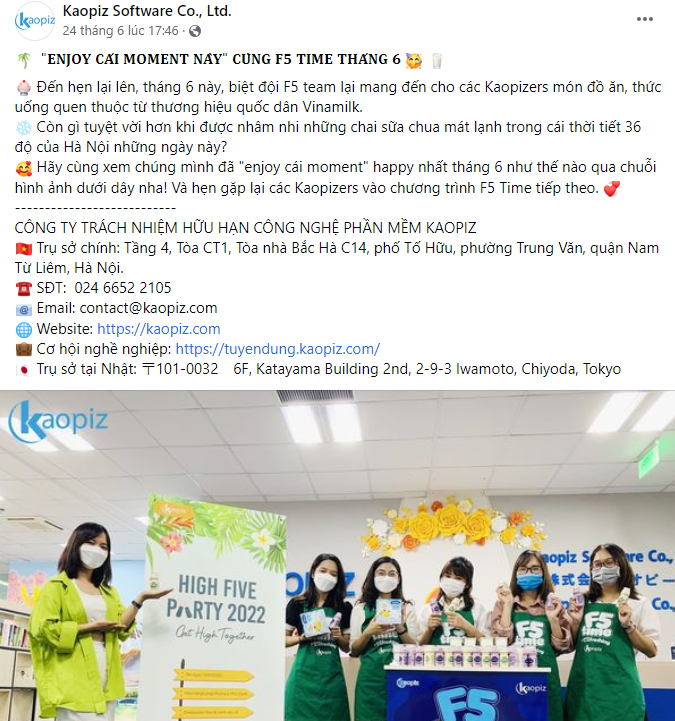 Kaopiz Software Co., Ltd.
24 tháng 6 lúc 17:46 ·
🌴 "ENJOY CÁI MOMENT NÀY" CÙNG F5 TIME THÁNG 6 🥰 🥛
🧁 Đến hẹn lại lên, tháng 6 này, biệt đội F5 team lại mang đến cho các Kaopizers món đồ ăn, thức
uống quen thuộc từ thương hiệu quốc dân Vinamilk.
❄️ Còn gì tuyệt vời hơn khi được nhâm nhi những chai sữa chua mát lạnh trong cái thời tiết 36
độ của Hà Nội những ngày này?
🥰 Hãy cùng xem chúng mình đã "enjoy cái moment" happy nhất tháng 6 như thế nào qua chuỗi
hình ảnh dưới đây nha! Và hẹn gặp lại các Kaopizers vào chương trình F5 Time tiếp theo. 💕
---------------------------
CÔNG TY TRÁCH NHIỆM HỮU HẠN CÔNG NGHỆ PHẦN MỀM KAOPIZ
🇻🇳 Trụ sở chính: Tầng 4, Tòa CT1, Tòa nhà Bắc Hà C14, phố Tố Hữu, phường Trung Văn, quận Nam
Từ Liêm, Hà Nội.
☎️ SĐT: 024 6652 2105
📧 Email: contact@kaopiz.com
🌐 Website: https://kaopiz.com
💼 Cơ hội nghề nghiệp: https://tuyendung.kaopiz.com/
🇯🇵 Trụ sở tại Nhật: 〒101-0032 6F, Katayama Building 2nd, 2-9-3 Iwamoto, Chiyoda, Tokyo
kaopiz
HIGH FIVE
PARTY 2022
Get High Together
aopiz Software Co.,
株式会社
Co.,
F5
time
kaopiz
F5
time
kaopiz
kaopiz
kaopiz
F5